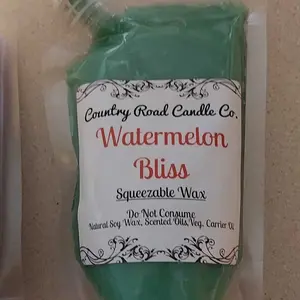 Country Road Candle Co.
Watermelon
Bliss
Squeezable Wax
Do Not Consume
Natural Soy Wax, Scented Oils, Veg. Carrier Oil